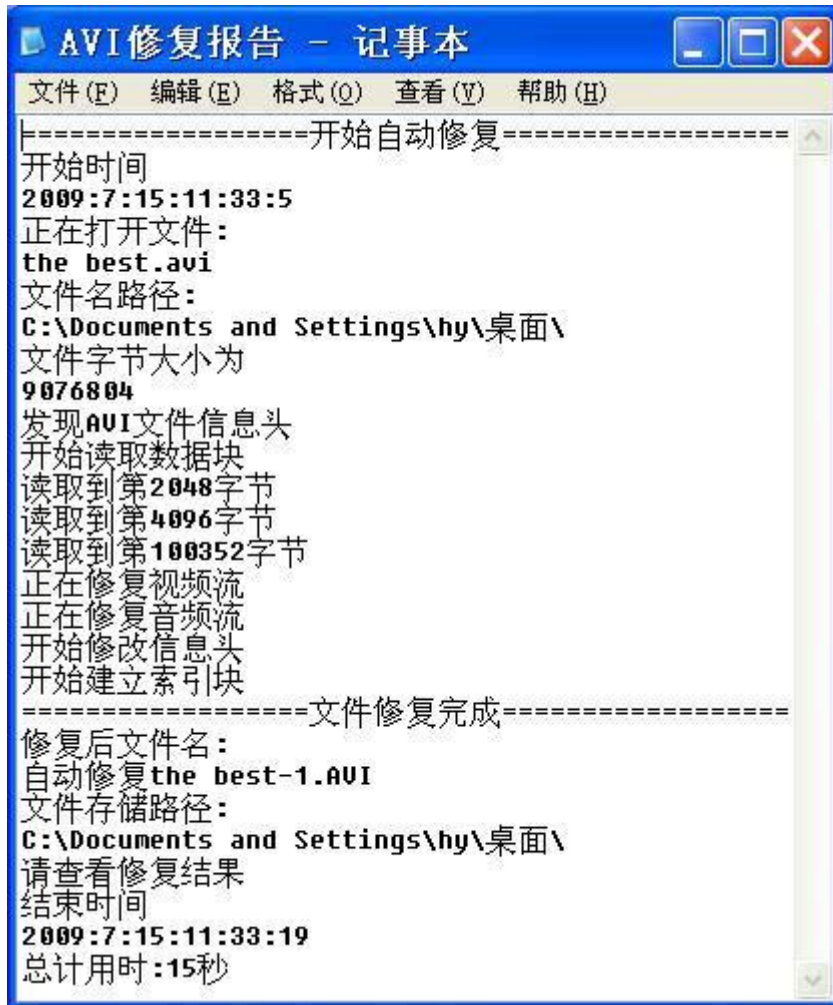 AVI修复报告 - 记事本
文件(F) 编辑(E) 格式(O) 查看(V) 帮助(H)
==================开始自动修复==================
开始时间
2009:7:15:11:33:5
正在打开文件:
the best.avi
文件名路径:
C:\Documents and Settings\hy\桌面\
文件字节大小为
9076804
发现AVI文件信息头
开始读取数据块
读取到第2048字节
读取到第4096字节
读取到第100352字节
正在修复视频流
正在修复音频流
开始修改信息头
开始建立索引块
==================文件修复完成==================
修复后文件名:
自动修复the best-1.AVI
文件存储路径:
C:\Documents and Settings\hy\桌面\
请查看修复结果
结束时间
2009:7:15:11:33:19
总计用时:15秒